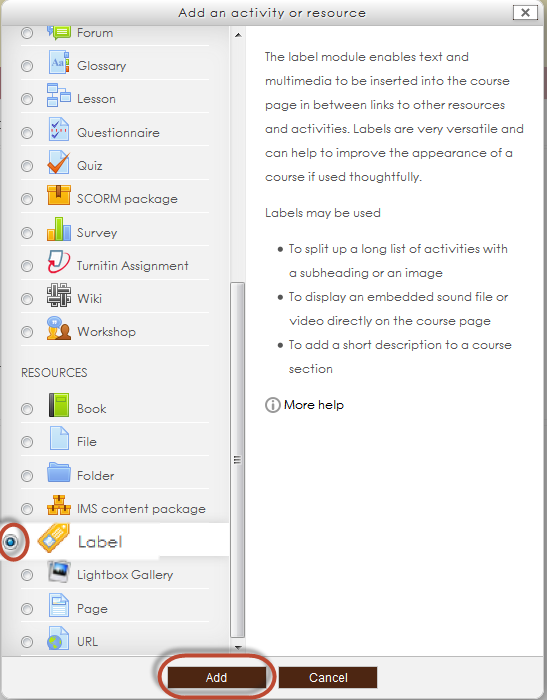 Add an activity or resource
Forum
Glossary
Lesson
Questionnaire
Quiz
SCORM package
Survey
Turnitin Assignment
Wiki
Workshop
RESOURCES
Book
File
Folder
IMS content package
Label
Lightbox Gallery
Page
URL
The label module enables text and
multimedia to be inserted into the course
page in between links to other resources
and activities. Labels are very versatile and
can help to improve the appearance of a
course if used thoughtfully.
Labels may be used
• To split up a long list of activities with
a subheading or an image
• To display an embedded sound file or
video directly on the course page
• To add a short description to a course
section
More help
Add
Cancel